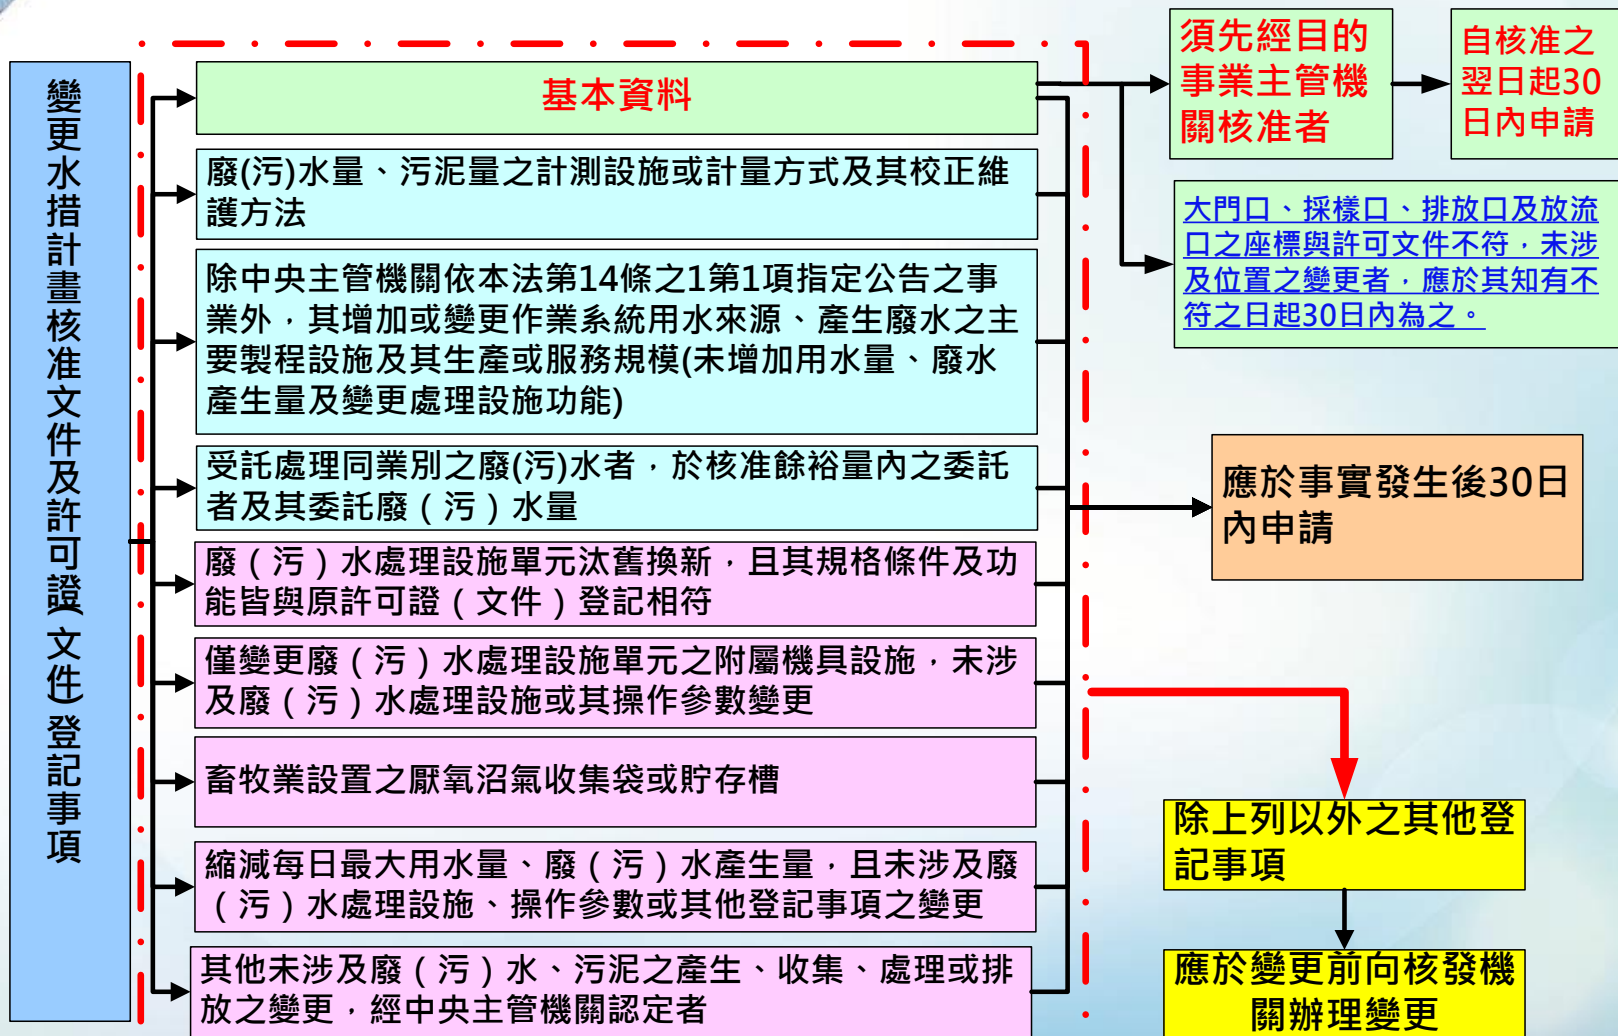 變更水措計畫核准文件及許可證(文件)登記事項
基本資料
廢(污)水量、污泥量之計測設施或計量方式及其校正維
護方法
除中央主管機關依本法第14條之1第1項指定公告之事
業外，其增加或變更作業系統用水來源、產生廢水之主
要製程設施及其生產或服務規模(未增加用水量、廢水
產生量及變更處理設施功能)
受託處理同業別之廢(污)水者，於核准餘裕量內之委託
者及其委託廢（污）水量
廢（污）水處理設施單元汰舊換新，且其規格條件及功
能皆與原許可證（文件）登記相符
僅變更廢（污）水處理設施單元之附屬機具設施，未涉
及廢（污）水處理設施或其操作參數變更
畜牧業設置之厭氧沼氣收集袋或貯存槽
縮減每日最大用水量、廢（污）水產生量，且未涉及廢
（污）水處理設施、操作參數或其他登記事項之變更
其他未涉及廢（污）水、污泥之產生、收集、處理或排
放之變更，經中央主管機關認定者
須先經目的
事業主管機
關核准者
自核准之
翌日起30
日內申請
大門口、採樣口、排放口及放流
口之座標與許可文件不符，未涉
及位置之變更者，應於其知有不
符之日起30日內為之。
應於事實發生後30日
內申請
除上列以外之其他登
記事項
應於變更前向核發機
關辦理變更